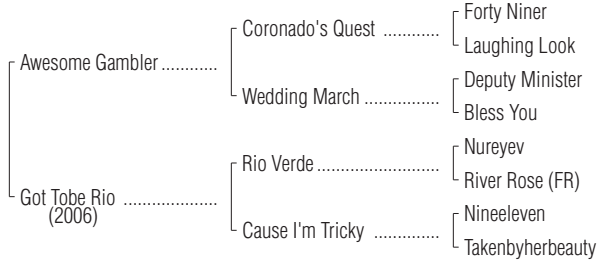 Forty Niner
Coronado's Quest ............
Laughing Look
Awesome Gambler ............
Deputy Minister
Wedding March ................
Bless You
Nureyev
Rio Verde ..........................
River Rose (FR)
Got Tobe Rio ....................
(2006)
Nineeleven
Cause I'm Tricky ..............
Takenbyherbeauty